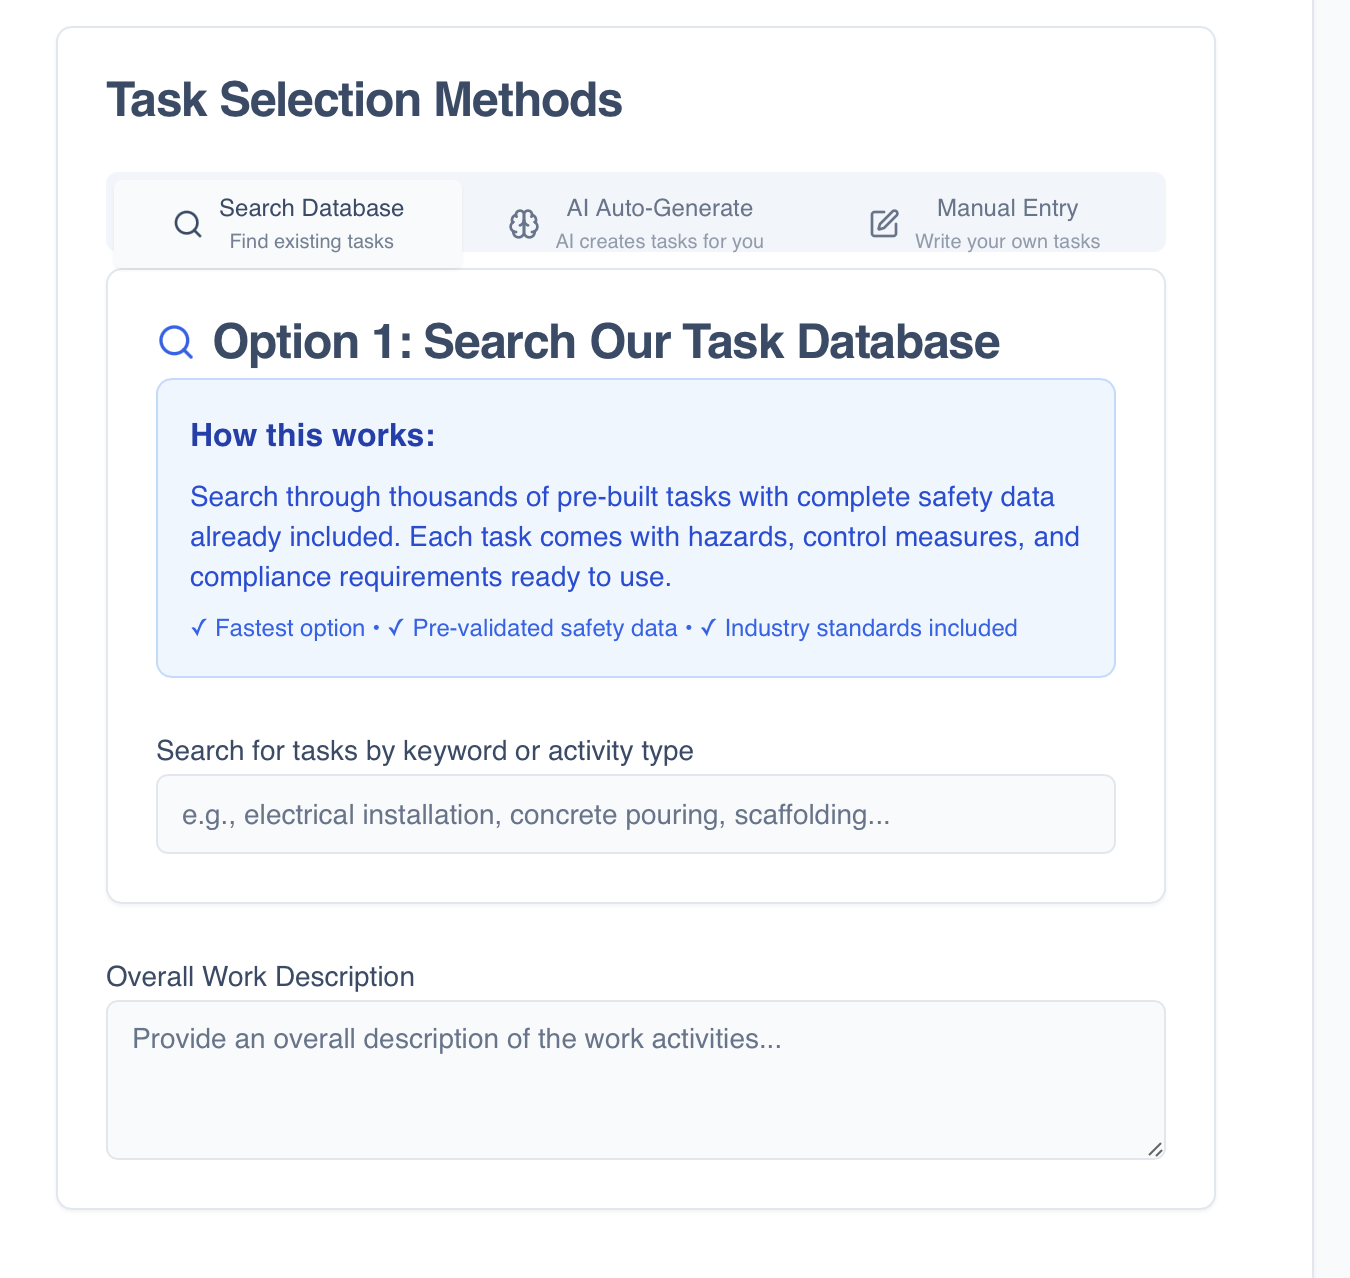 Task Selection Methods
Search Database
Find existing tasks
AI Auto-Generate
AI creates tasks for you
Manual Entry
Write your own tasks
Option 1: Search Our Task Database
How this works:
Search through thousands of pre-built tasks with complete safety data
already included. Each task comes with hazards, control measures, and
compliance requirements ready to use.
✓ Fastest option • ✓ Pre-validated safety data • ✓ Industry standards included
Search for tasks by keyword or activity type
e.g., electrical installation, concrete pouring, scaffolding...
Overall Work Description
Provide an overall description of the work activities...